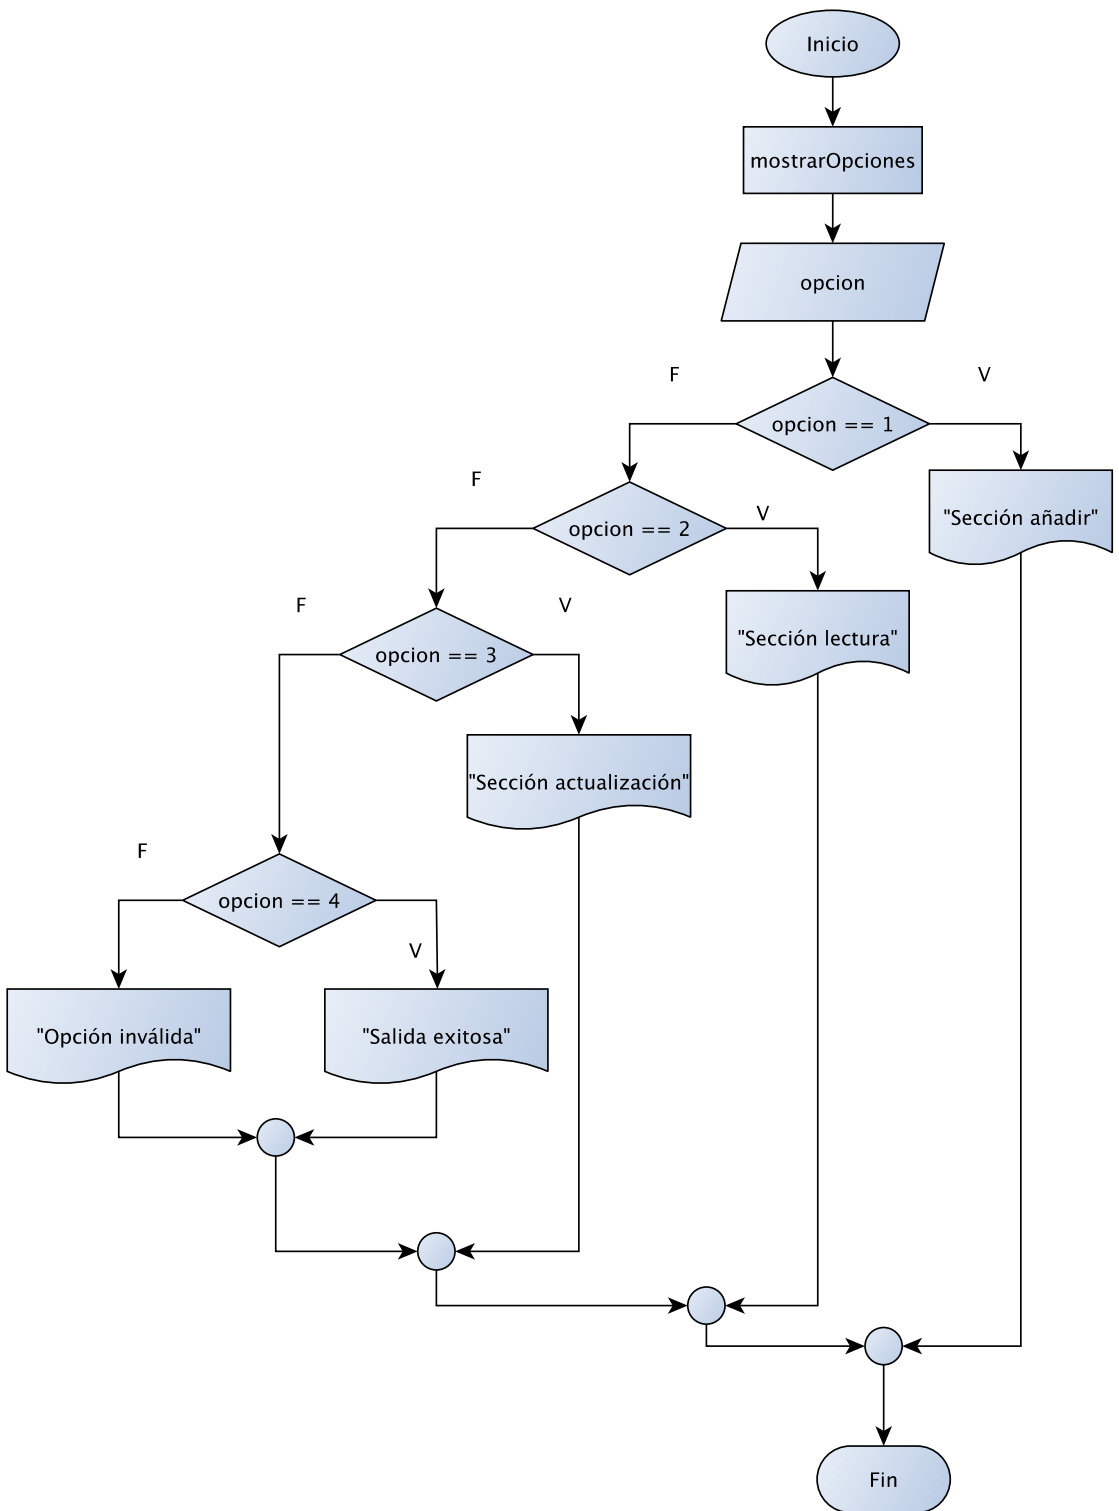 Inicio
mostrarOpciones
opcion
F
V
opcion == 1
F
V
opcion == 2
"Sección añadir"
F
V
opcion == 3
"Sección lectura"
"Sección actualización"
F
opcion == 4
V
"Opción inválida"
"Salida exitosa"
Fin